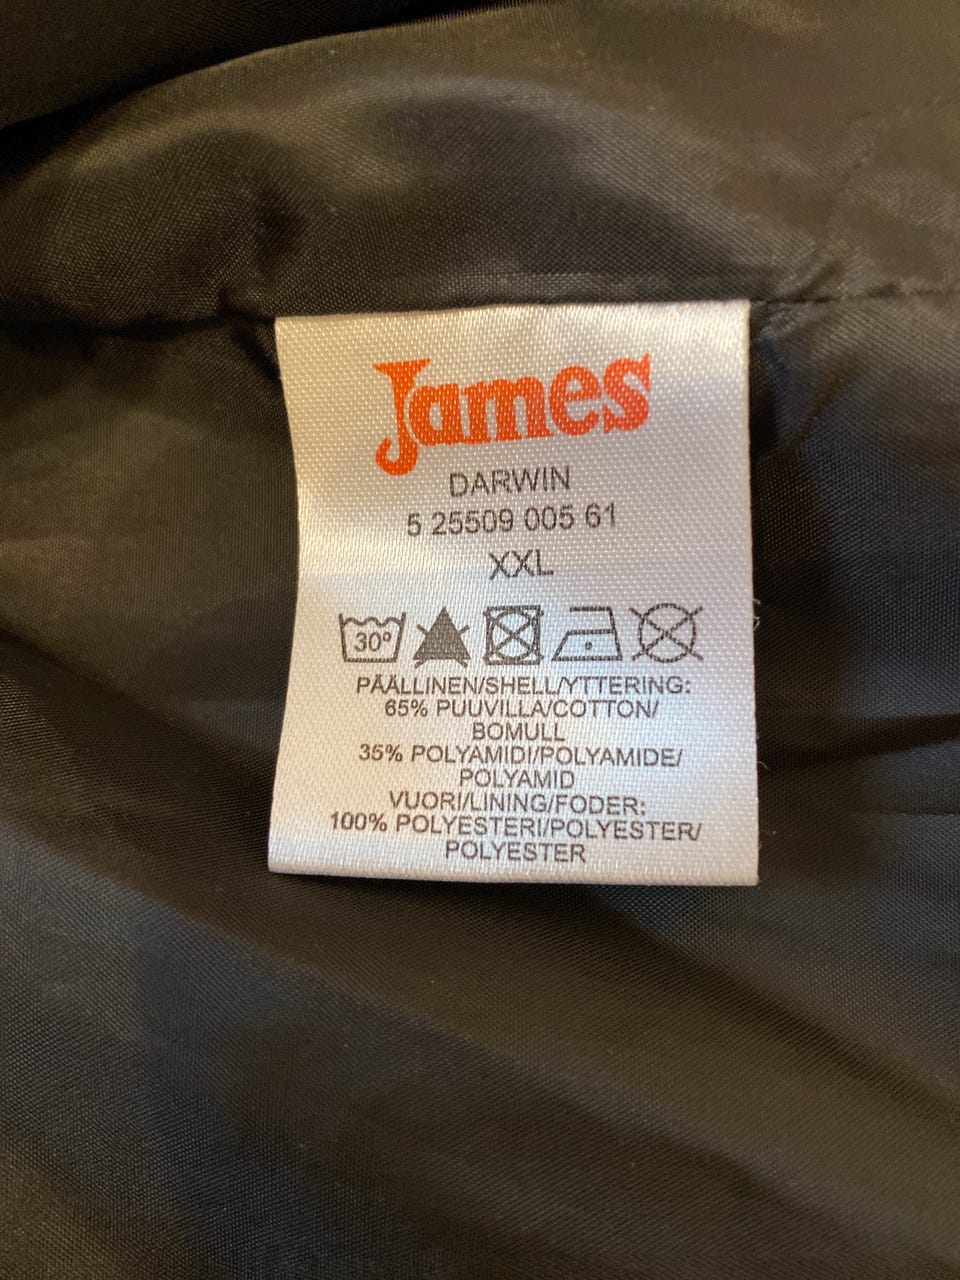 James
DARWIN
5 25509 005 61
XXL
30°
PÄÄLLINEN/SHELL/YTTERING:
65% PUUVILLA/COTTON/
BOMULL
35% POLYAMIDI/POLYAMIDE/
POLYAMID
VUORI/LINING/FODER:
100% POLYESTERI/POLYESTER/
POLYESTER